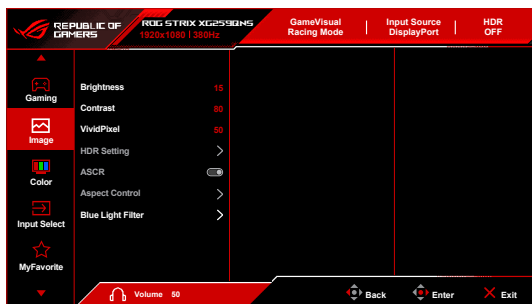 REPUBLIC OF
GAMERS
ROG STRIX XG259QNS
1920x1080 | 380Hz
GameVisual
Racing Mode
Input Source
DisplayPort
HDR
OFF
Gaming
Image
Color
Input Select
MyFavorite
Brightness 15
Contrast 80
VividPixel 50
HDR Setting
ASCR
Aspect Control
Blue Light Filter
Volume 50
Back
Enter
Exit